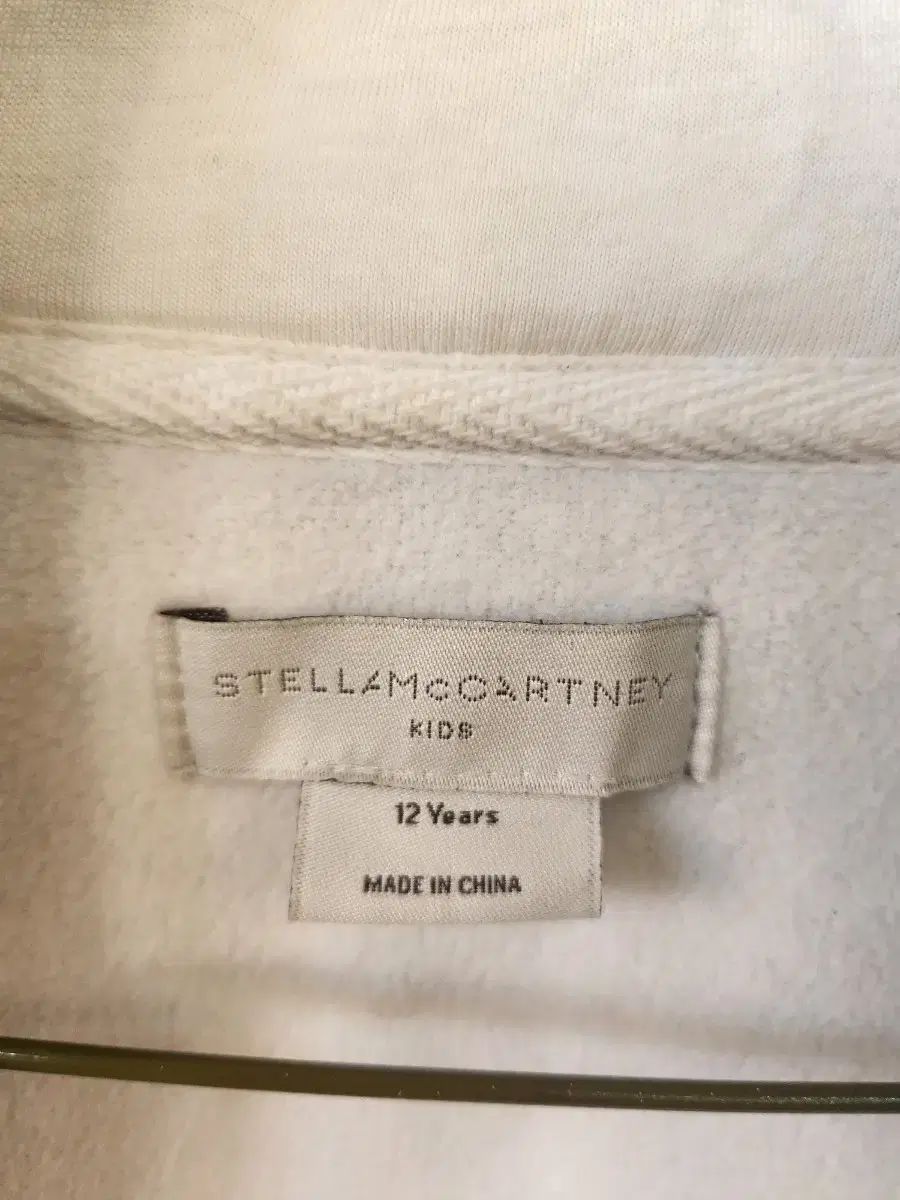 STELLAMcCARTNEY
KIDS
12 Years
MADE IN CHINA